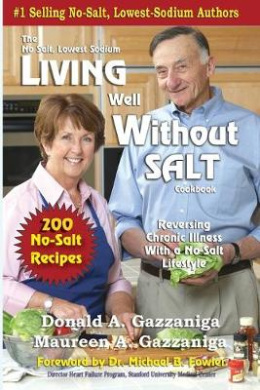 #1 Selling No-Salt, Lowest-Sodium Authors
The
No Salt, Lowest Sodium
LIVING
Well
Without
SALT
Cookbook
200
No-Salt
Recipes
Reversing
Chronic Illness
With a No Salt
Lifestyle
Donald A. Gazzaniga
Maureen A. Gazzaniga
Foreword by Dr. Michael B. Fowler
Director Heart Failure Program, Stanford University Medical Center